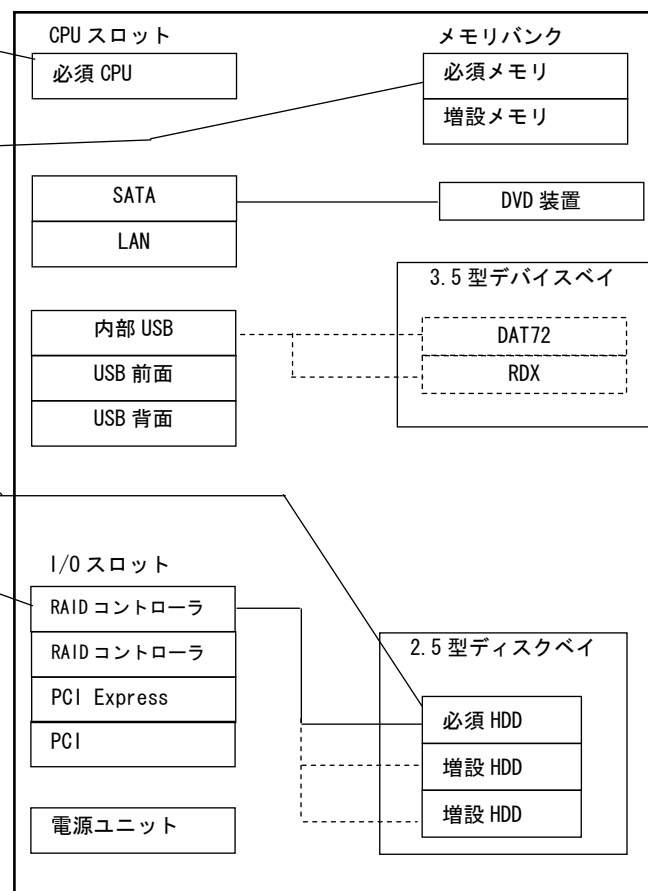 CPU スロット
必須 CPU
メモリバンク
必須メモリ
増設メモリ
SATA
LAN
DVD 装置
3.5 型デバイスベイ
DAT72
RDX
内部 USB
USB 前面
USB 背面
I/O スロット
RAID コントローラ
RAID コントローラ
PCI Express
PCI
2.5 型ディスクベイ
必須 HDD
増設 HDD
増設 HDD
電源ユニット